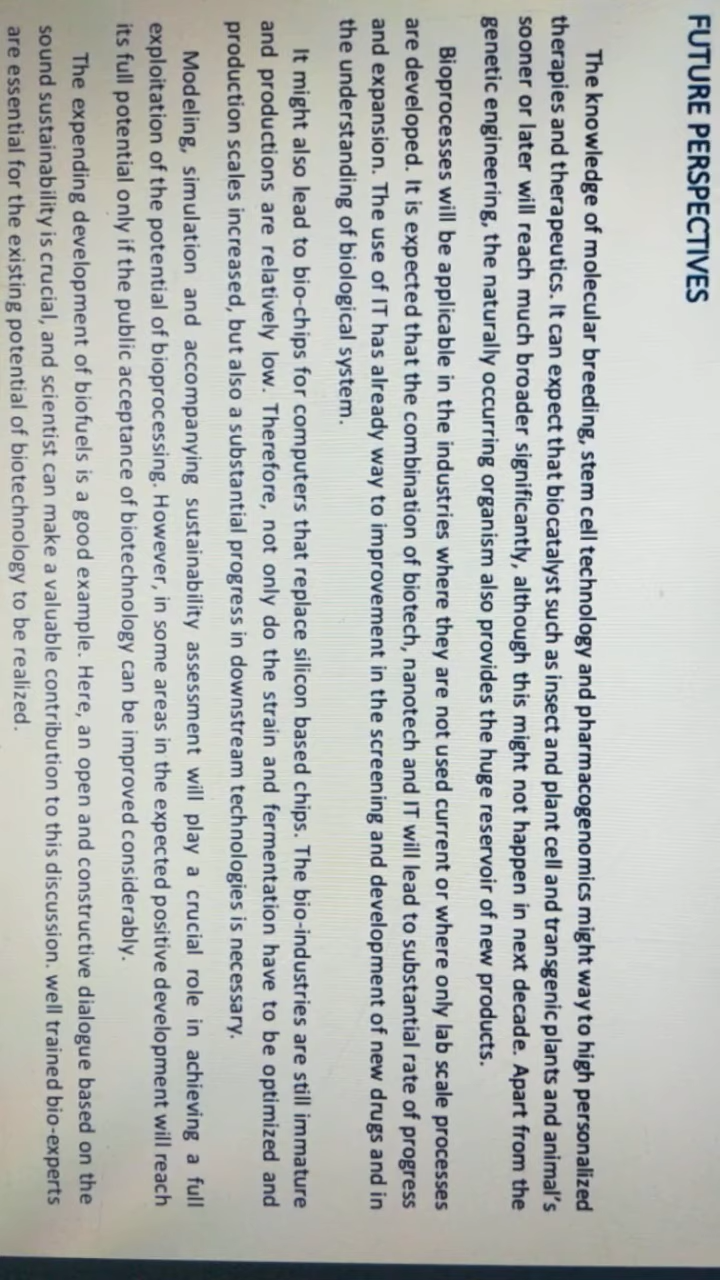 FUTURE PERSPECTIVES
The knowledge of molecular breeding, stem cell technology and pharmacogenomics might way to high personalized
therapies and therapeutics. It can expect that biocatalyst such as insect and plant cell and transgenic plants and animal's
sooner or later will reach much broader significantly, although this might not happen in next decade. Apart from the
genetic engineering, the naturally occurring organism also provides the huge reservoir of new products.
Bioprocesses will be applicable in the industries where they are not used current or where only lab scale processes
are developed. It is expected that the combination of biotech, nanotech and IT will lead to substantial rate of progress
and expansion. The use of IT has already way to improvement in the screening and development of new drugs and in
the understanding of biological system.
It might also lead to bio-chips for computers that replace silicon based chips. The bio-industries are still immature
and productions are relatively low. Therefore, not only do the strain and fermentation have to be optimized and
production scales increased, but also a substantial progress in downstream technologies is necessary.
Modeling, simulation and accompanying sustainability assessment will play a crucial role in achieving a full
exploitation of the potential of bioprocessing. However, in some areas in the expected positive development will reach
its full potential only if the public acceptance of biotechnology can be improved considerably.
The expending development of biofuels is a good example. Here, an open and constructive dialogue based on the
sound sustainability is crucial, and scientist can make a valuable contribution to this discussion. well trained bio-experts
are essential for the existing potential of biotechnology to be realized.